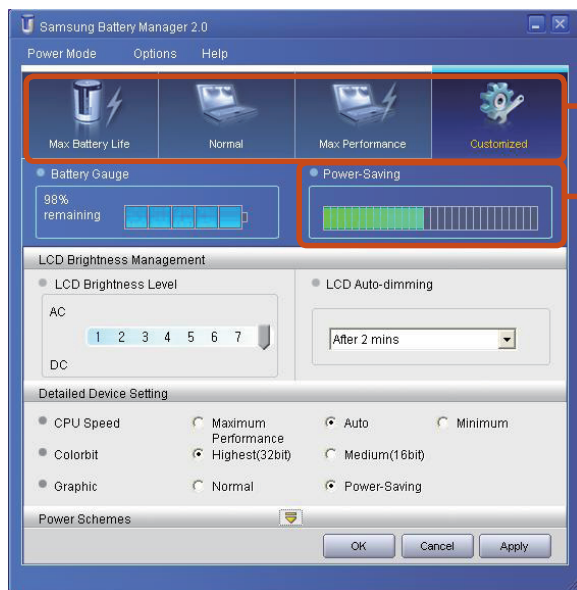 Samsung Battery Manager 2.0
Power Mode Options Help
Max Battery Life Normal Max Performance Customized
Battery Gauge Power-Saving
98%
remaining
LCD Brightness Management
LCD Brightness Level LCD Auto-dimming
AC
1 2 3 4 5 6 7
After 2 mins
DC
Detailed Device Setting
CPU Speed Maximum Performance Auto Minimum
Colorbit Highest(32bit) Medium(16bit)
Graphic Normal Power-Saving
Power Schemes
OK Cancel Apply